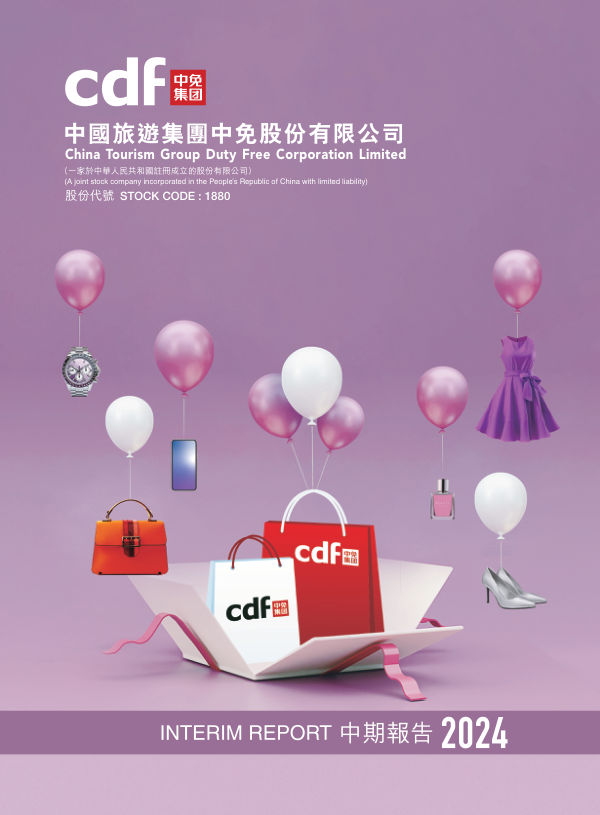 cdf 中免
集团
中國旅遊集團中免股份有限公司
China Tourism Group Duty Free Corporation Limited
(一家於中華人民共和國註冊成立的股份有限公司)
(A joint stock company incorporated in the People's Republic of China with limited liability)
股份代號 STOCK CODE : 1880
cdf 中免
集团
cdf 中免
集团
INTERIM REPORT 中期報告 2024